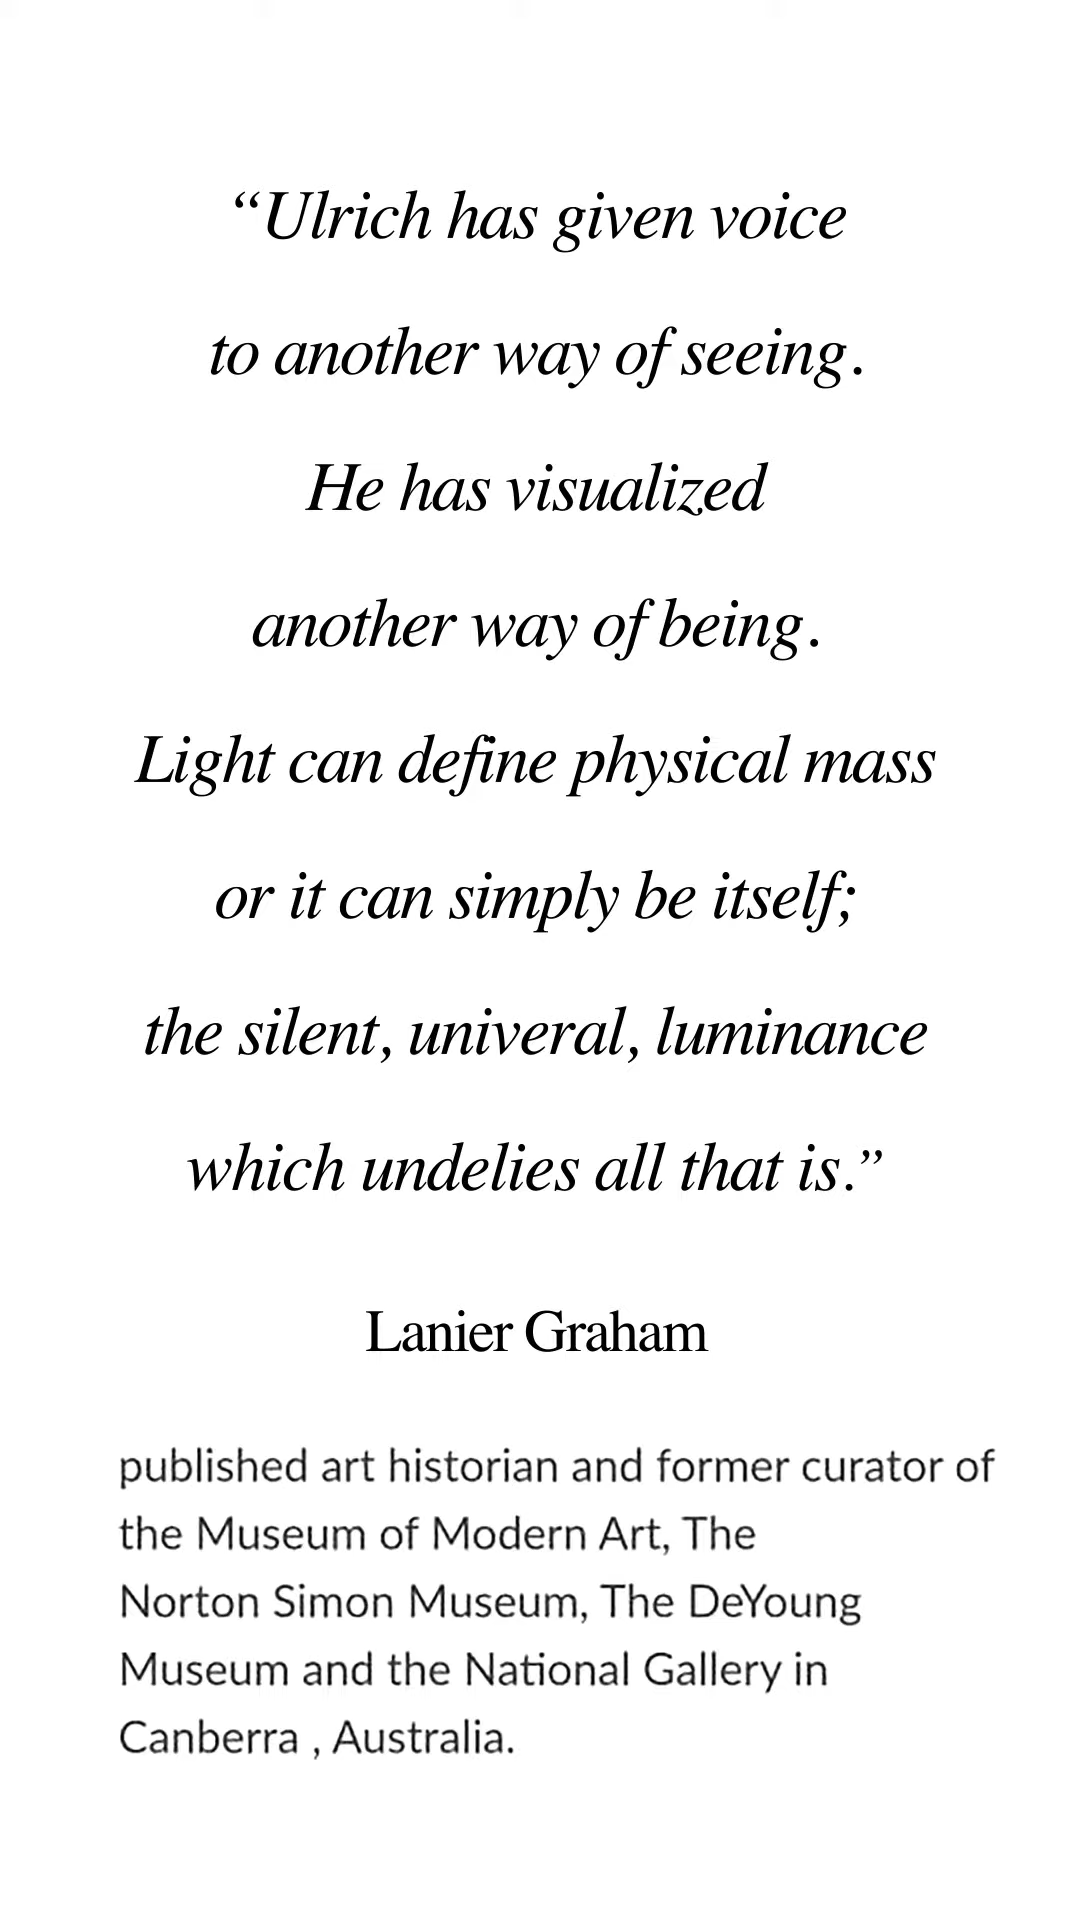 “Ulrich has given voice
to another way of seeing.
He has visualized
another way of being.
Light can define physical mass
or it can simply be itself;
the silent, univeral, luminance
which undelies all that is.”
Lanier Graham
published art historian and former curator of
the Museum of Modern Art, The
Norton Simon Museum, The DeYoung
Museum and the National Gallery in
Canberra , Australia.